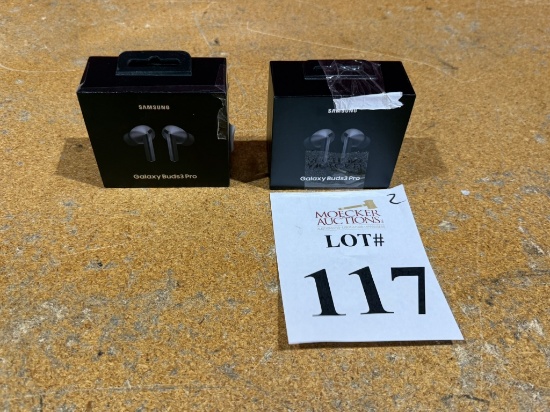 SAMSUNG
Galaxy Buds3 Pro
SAMSUNG
Galaxy Buds3 Pro
2
MOECKER
AUCTIONS
LOT#
117